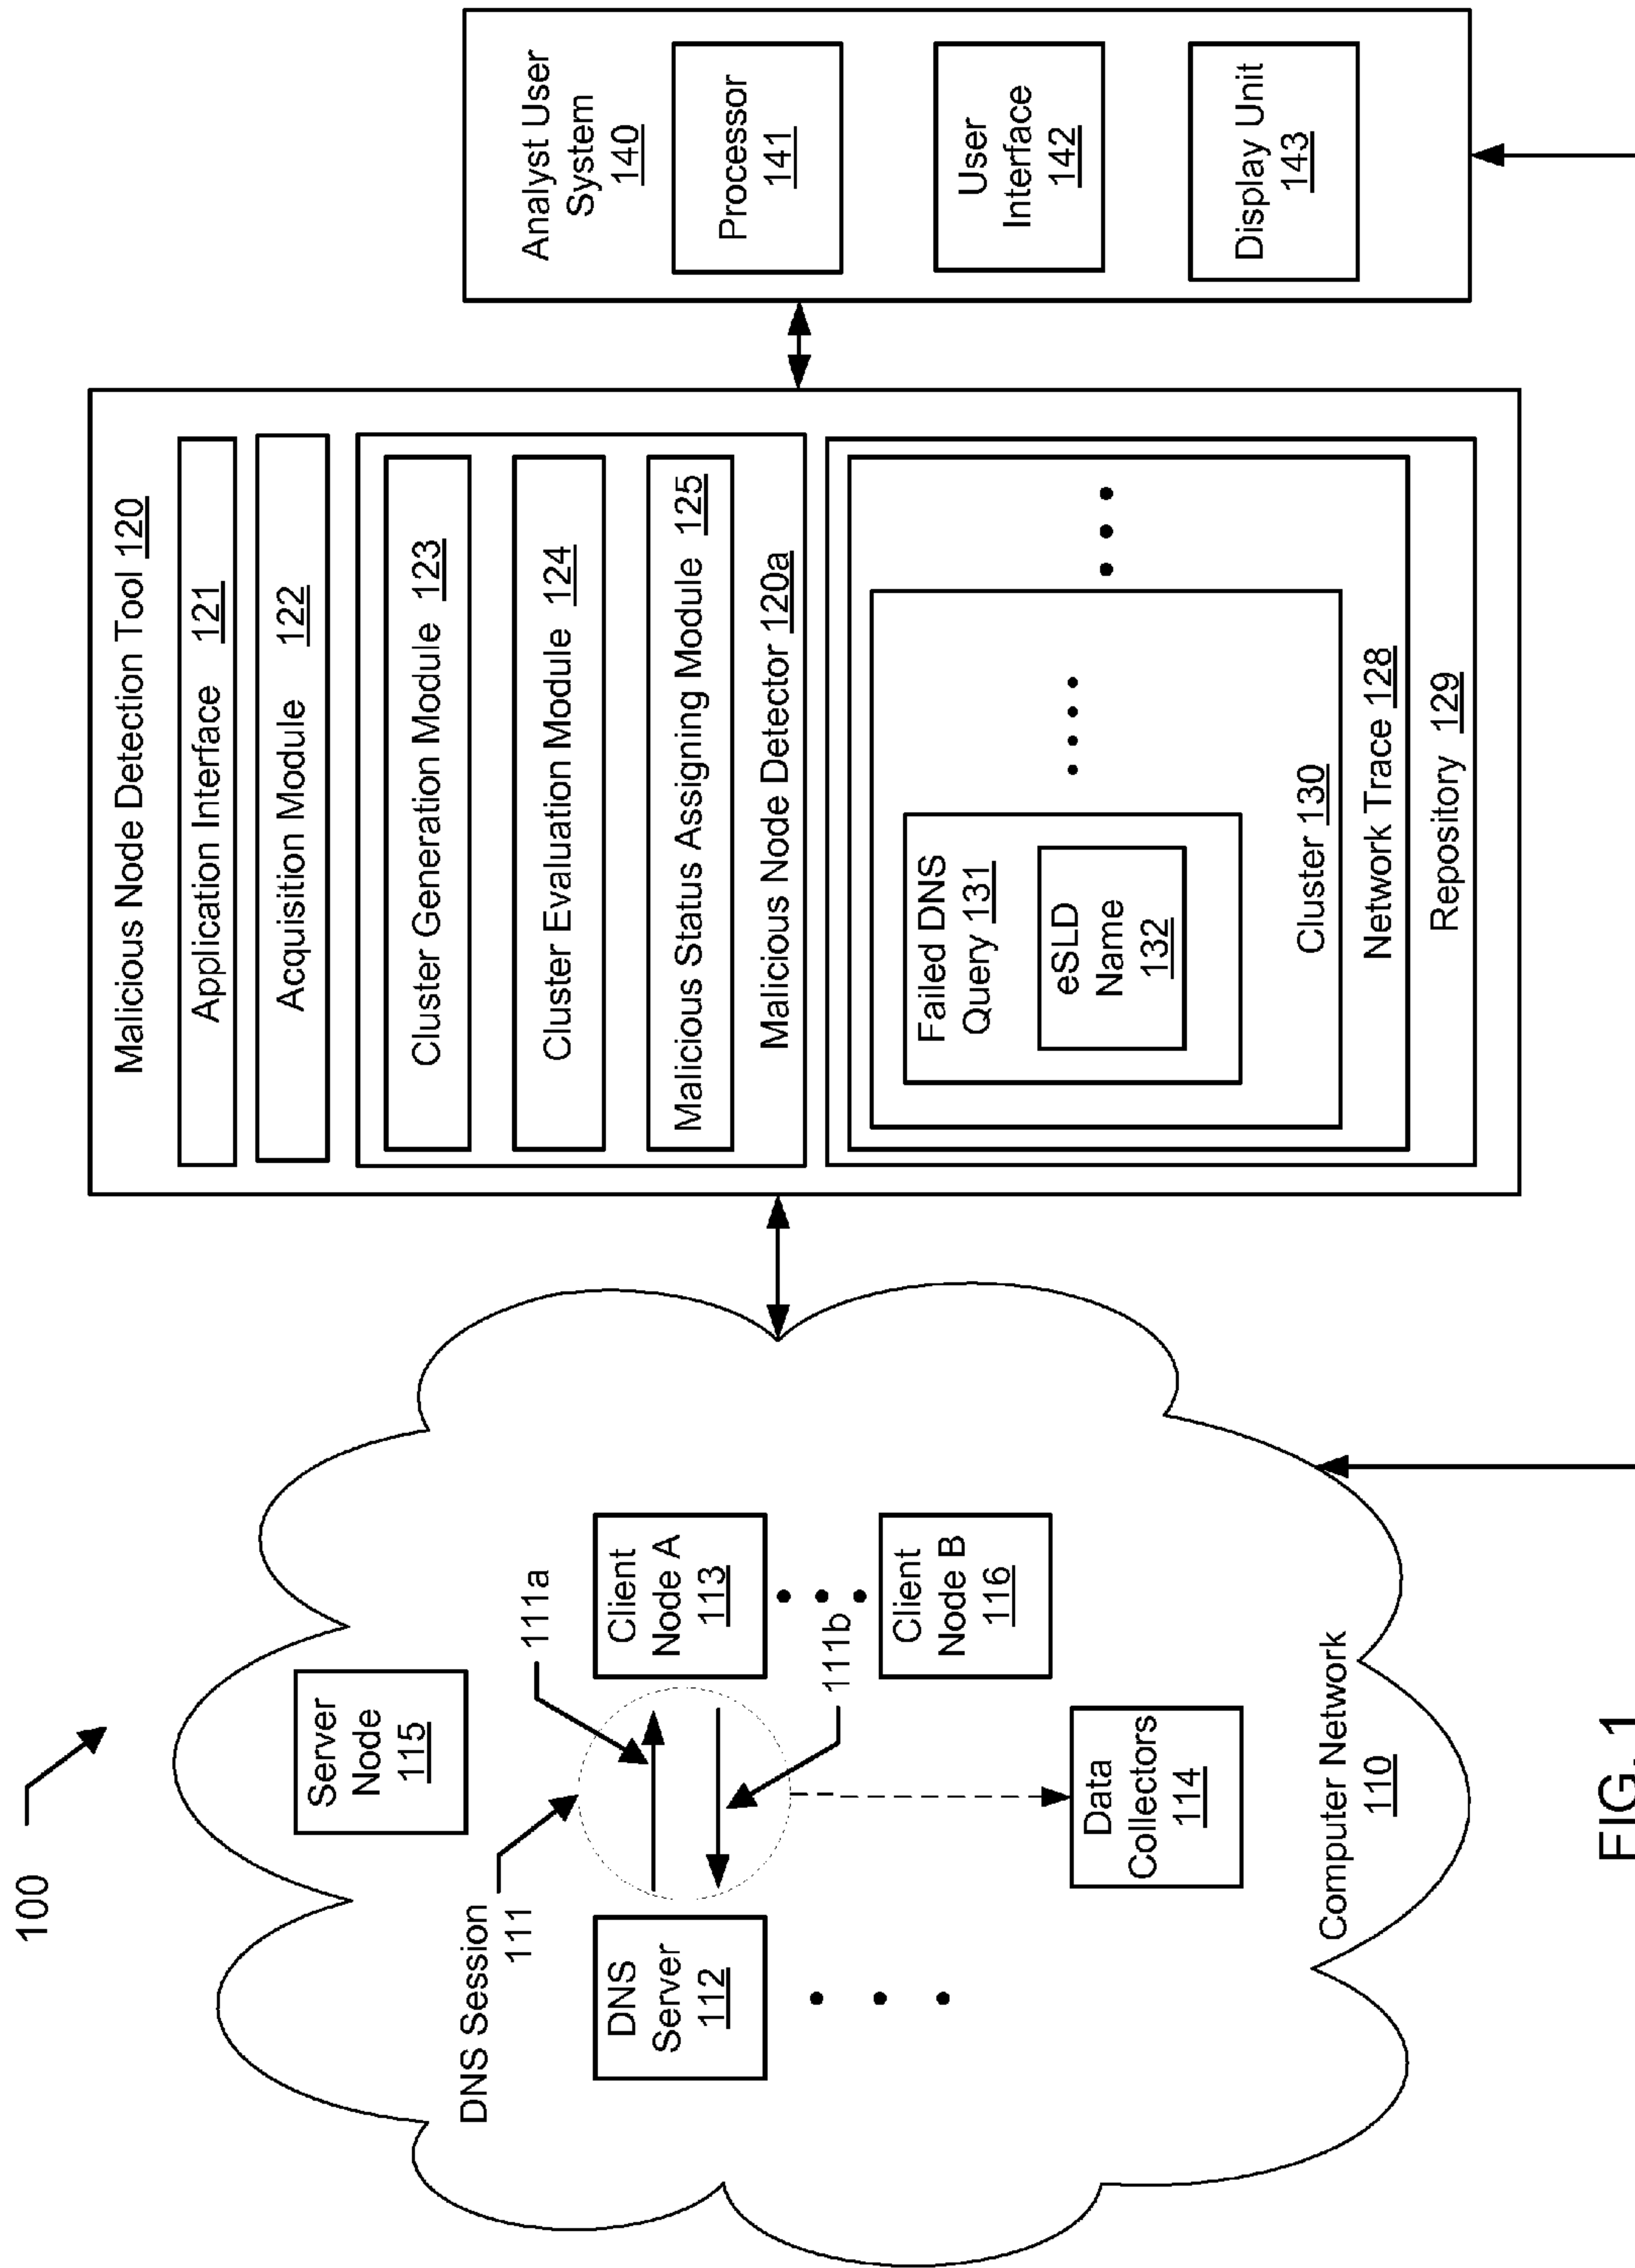 100
Server
Node
115
DNS Session
111
111a
DNS
Server
112
Client
Node A
113
111b
Client
Node B
116
Data
Collectors
114
Computer Network
110
Malicious Node Detection Tool 120
Application Interface 121
Acquisition Module 122
Cluster Generation Module 123
Cluster Evaluation Module 124
Malicious Status Assigning Module 125
Malicious Node Detector 120a
Failed DNS
Query 131
eSLD
Name
132
Cluster 130
Network Trace 128
Repository 129
Analyst User
System
140
Processor
141
User
Interface
142
Display Unit
143
FIG. 1